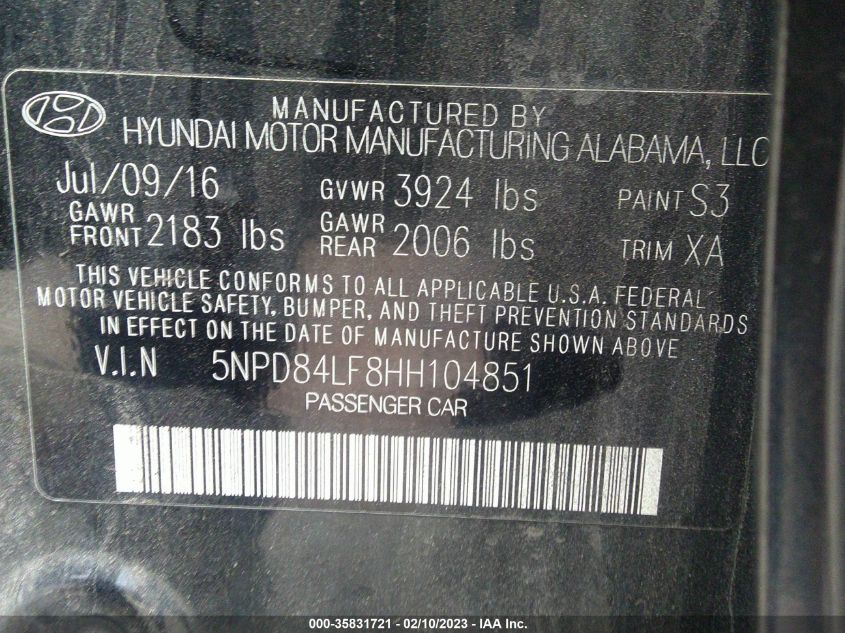 MANUFACTURED BY
HYUNDAI MOTOR MANUFACTURING ALABAMA, LLC
Jul/09/16 GVWR 3924 lbs PAINT S3
GAWR FRONT 2183 lbs GAWR REAR 2006 lbs TRIM XA
THIS VEHICLE CONFORMS TO ALL APPLICABLE U.S.A. FEDERAL
MOTOR VEHICLE SAFETY, BUMPER, AND THEFT PREVENTION STANDARDS
IN EFFECT ON THE DATE OF MANUFACTURE SHOWN ABOVE
V.I.N 5NPD84LF8HH104851
PASSENGER CAR
000-35831721 - 02/10/2023 - IAA Inc.